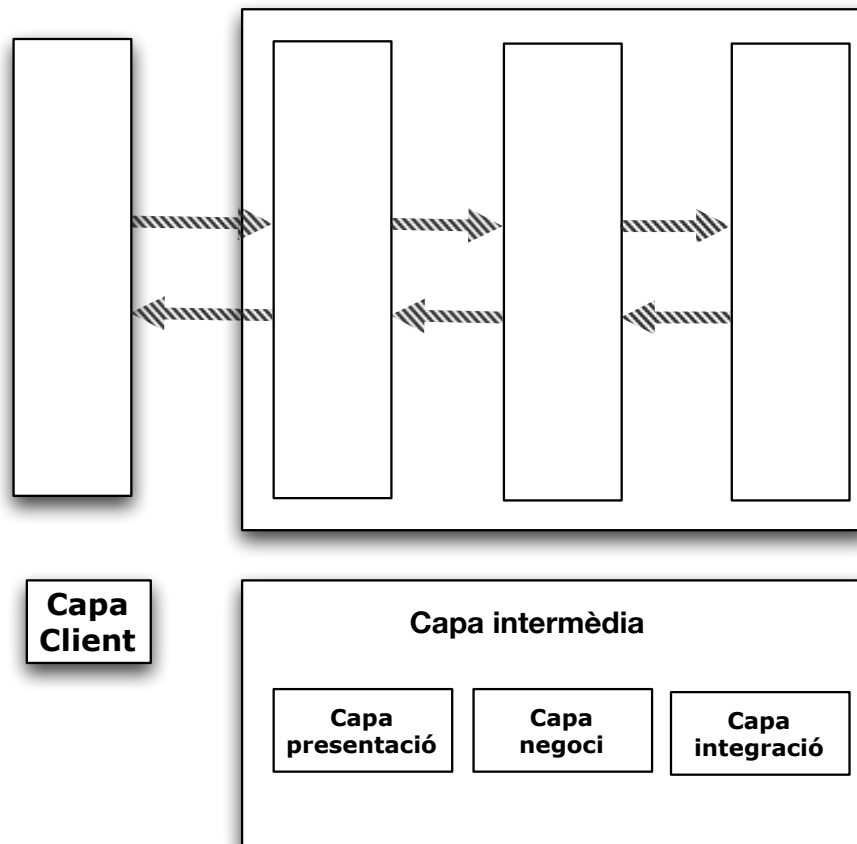 Capa
Client
Capa intermèdia
Capa
presentació
Capa
negoci
Capa
integració